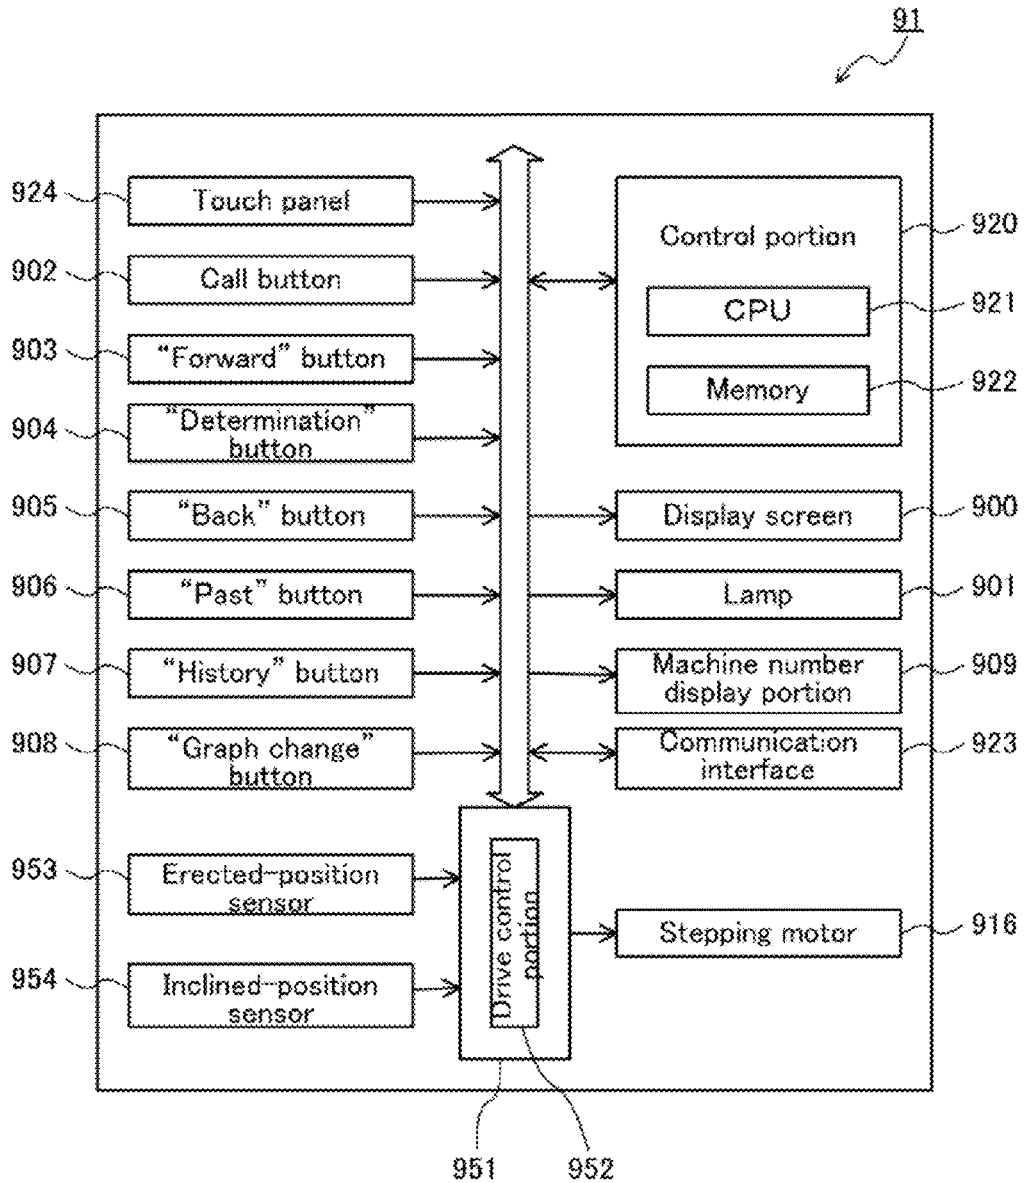 91
924
Touch panel
902
Call button
903
“Forward” button
904
“Determination”
button
905
“Back” button
906
“Past” button
907
“History” button
908
“Graph change”
button
953
Erected-position
sensor
954
Inclined-position
sensor
Control portion
920
CPU
921
Memory
922
Display screen
900
Lamp
901
Machine number
display portion
909
Communication
interface
923
Drive control
portion
Stepping motor
916
951
952